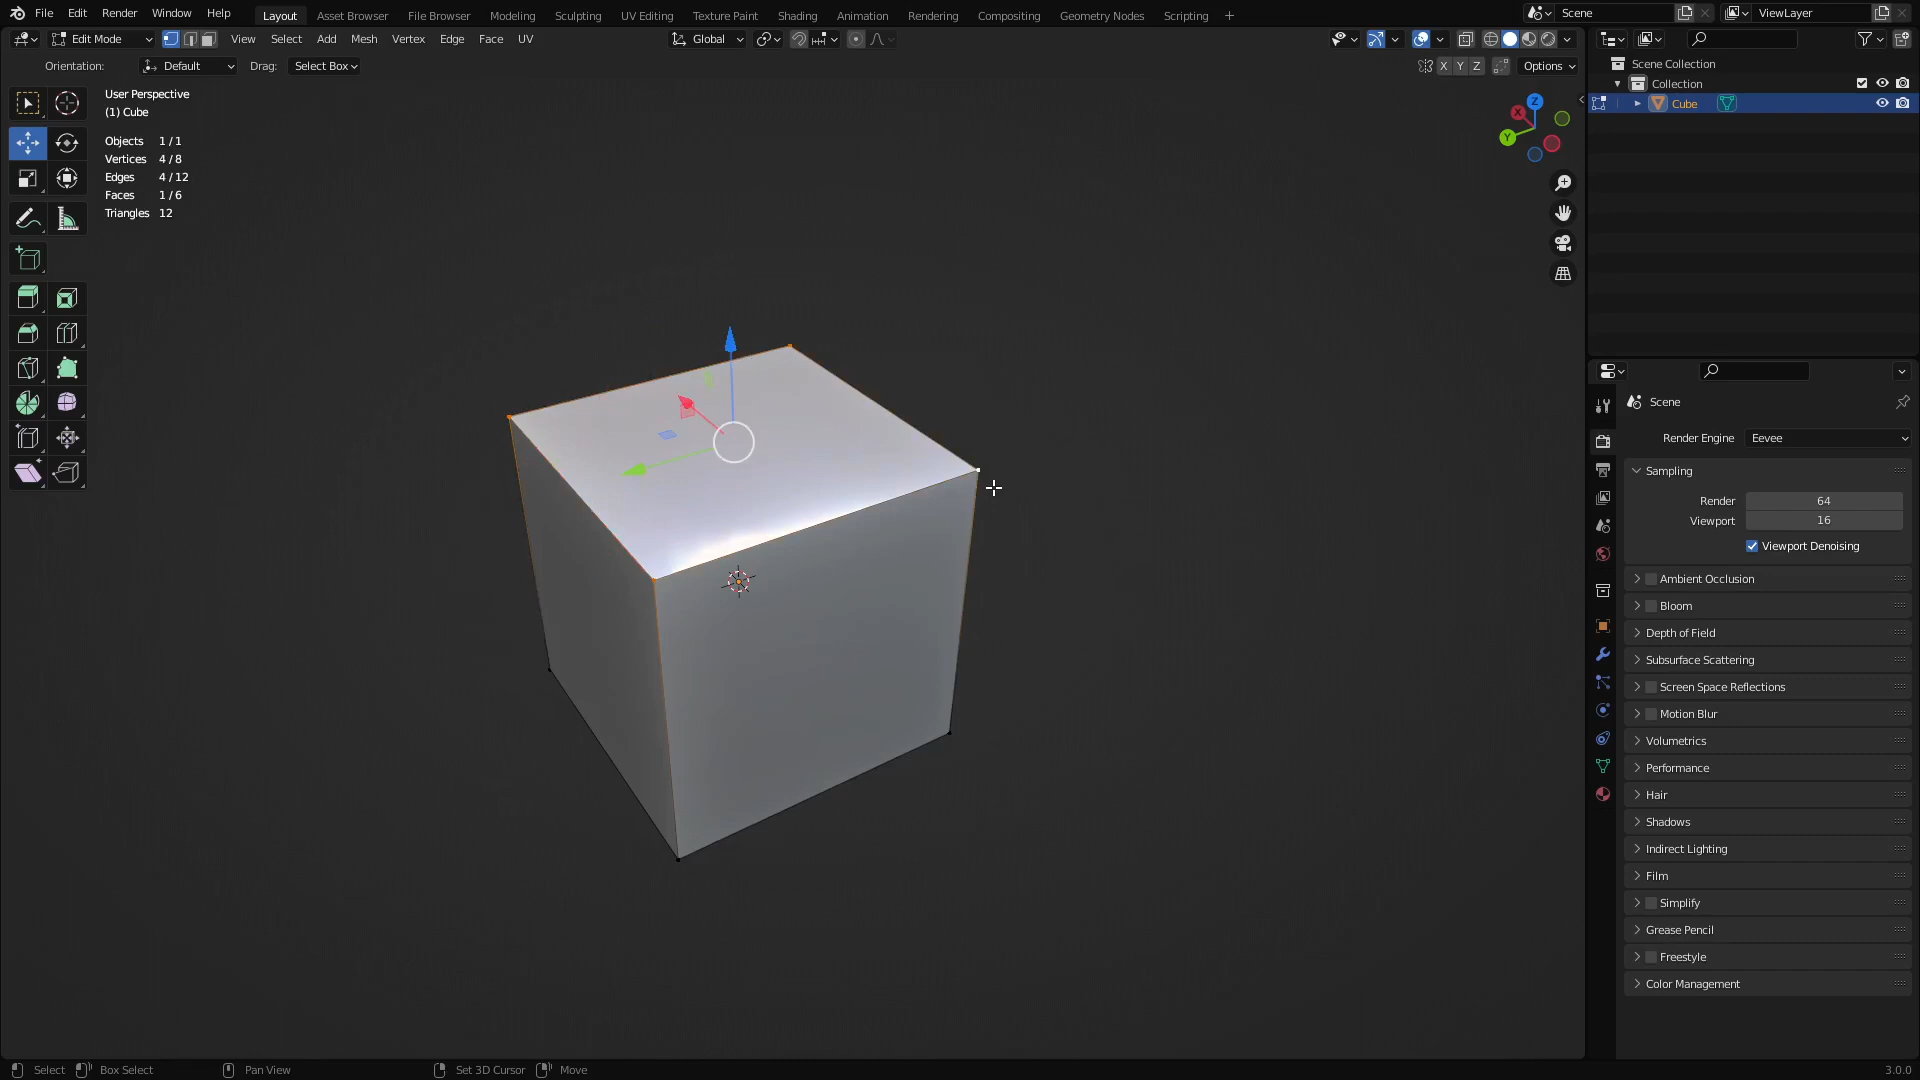 File Edit Render Window Help Layout Asset Browser File Browser Modeling Sculpting UV Editing Texture Paint Shading Animation Rendering Compositing Geometry Nodes Scripting + Scene ViewLayer
Edit Mode View Select Add Mesh Vertex Edge Face UV Global
Orientation: Default Drag: Select Box X Y Z Options
User Perspective
(1) Cube
Objects 1 / 1
Vertices 4 / 8
Edges 4 / 12
Faces 1 / 6
Triangles 12
Z
X
Y
Scene Collection
Collection
Cube
Scene
Render Engine Eevee
Sampling
Render 64
Viewport 16
Viewport Denoising
Ambient Occlusion
Bloom
Depth of Field
Subsurface Scattering
Screen Space Reflections
Motion Blur
Volumetrics
Performance
Hair
Shadows
Indirect Lighting
Film
Simplify
Grease Pencil
Freestyle
Color Management
Select Box Select Pan View Set 3D Cursor Move 3.0.0